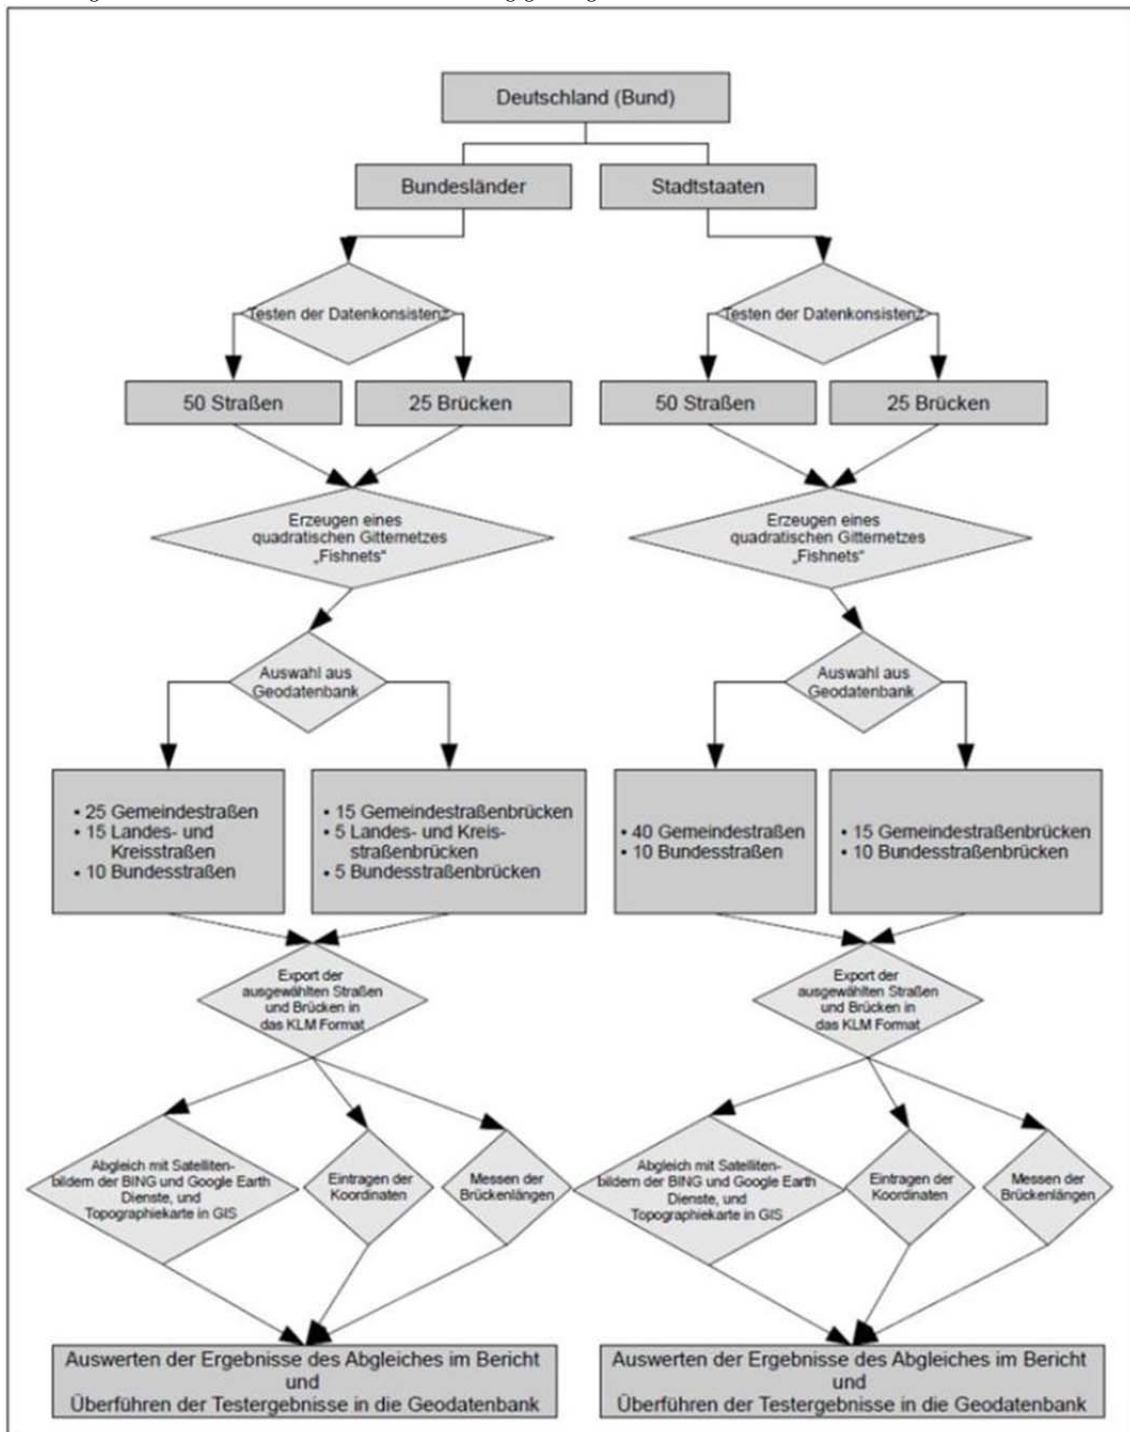 Deutschland (Bund)
Bundesländer
Stadtstaaten
Testen der Datenkonsistenz
Testen der Datenkonsistenz
50 Straßen
25 Brücken
50 Straßen
25 Brücken
Erzeugen eines
quadratischen Gitternetzes
„Fishnets“
Erzeugen eines
quadratischen Gitternetzes
„Fishnets“
Auswahl aus
Geodatenbank
Auswahl aus
Geodatenbank
• 25 Gemeindestraßen
• 15 Landes- und
Kreisstraßen
• 10 Bundesstraßen
• 15 Gemeindestraßenbrücken
• 5 Landes- und Kreis-
straßenbrücken
• 5 Bundesstraßenbrücken
• 40 Gemeindestraßen
• 10 Bundesstraßen
• 15 Gemeindestraßenbrücken
• 10 Bundesstraßenbrücken
Export der
ausgewählten Straßen
und Brücken in
das KLM Format
Export der
ausgewählten Straßen
und Brücken in
das KLM Format
Abgleich mit Satelliten-
bildern der BING und Google Earth
Dienste, und
Topographiekarte in GIS
Eintragen der
Koordinaten
Messen der
Brückenlängen
Abgleich mit Satelliten-
bildern der BING und Google Earth
Dienste, und
Topographiekarte in GIS
Eintragen der
Koordinaten
Messen der
Brückenlängen
Auswerten der Ergebnisse des Abgleiches im Bericht
und
Überführen der Testergebnisse in die Geodatenbank
Auswerten der Ergebnisse des Abgleiches im Bericht
und
Überführen der Testergebnisse in die Geodatenbank